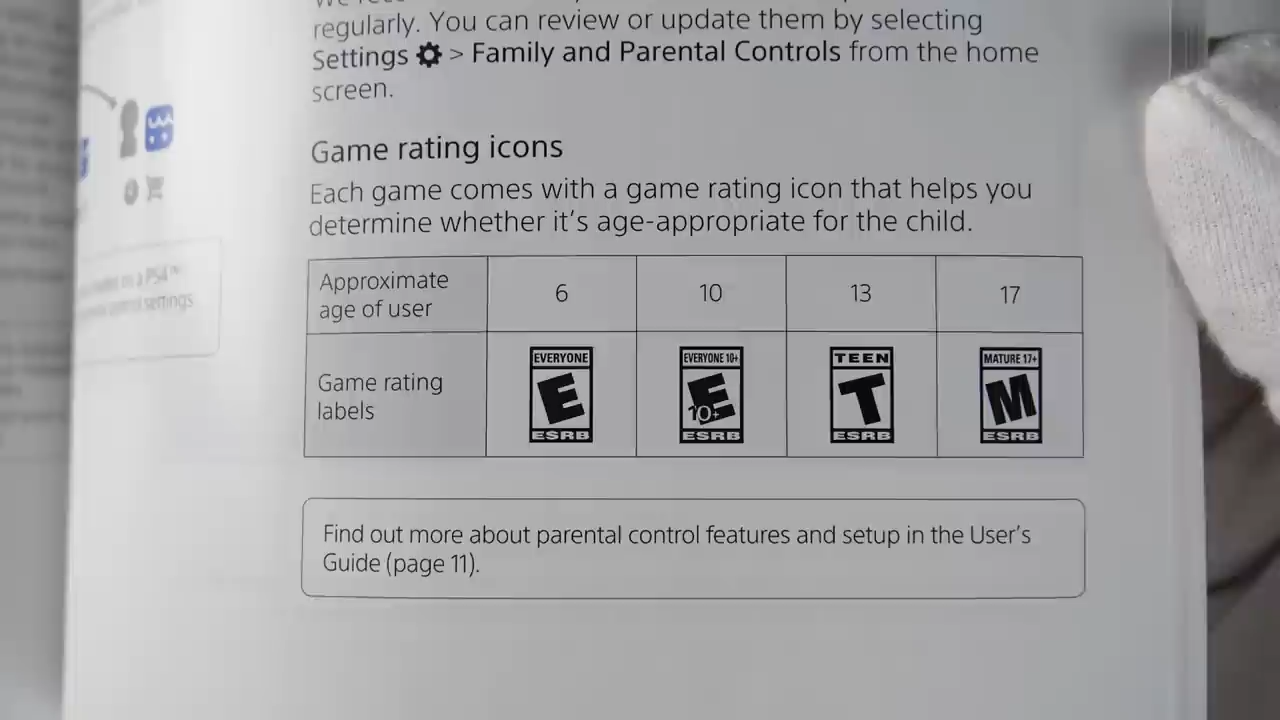 regularly. You can review or update them by selecting
Settings > Family and Parental Controls from the home
screen.
Game rating icons
Each game comes with a game rating icon that helps you
determine whether it's age-appropriate for the child.
Approximate
age of user
6
10
13
17
Game rating
labels
EVERYONE
E
ESRB
EVERYONE 10+
E
10+
ESRB
TEEN
T
ESRB
MATURE 17+
M
ESRB
Find out more about parental control features and setup in the User's
Guide (page 11).
a PS4™
settings